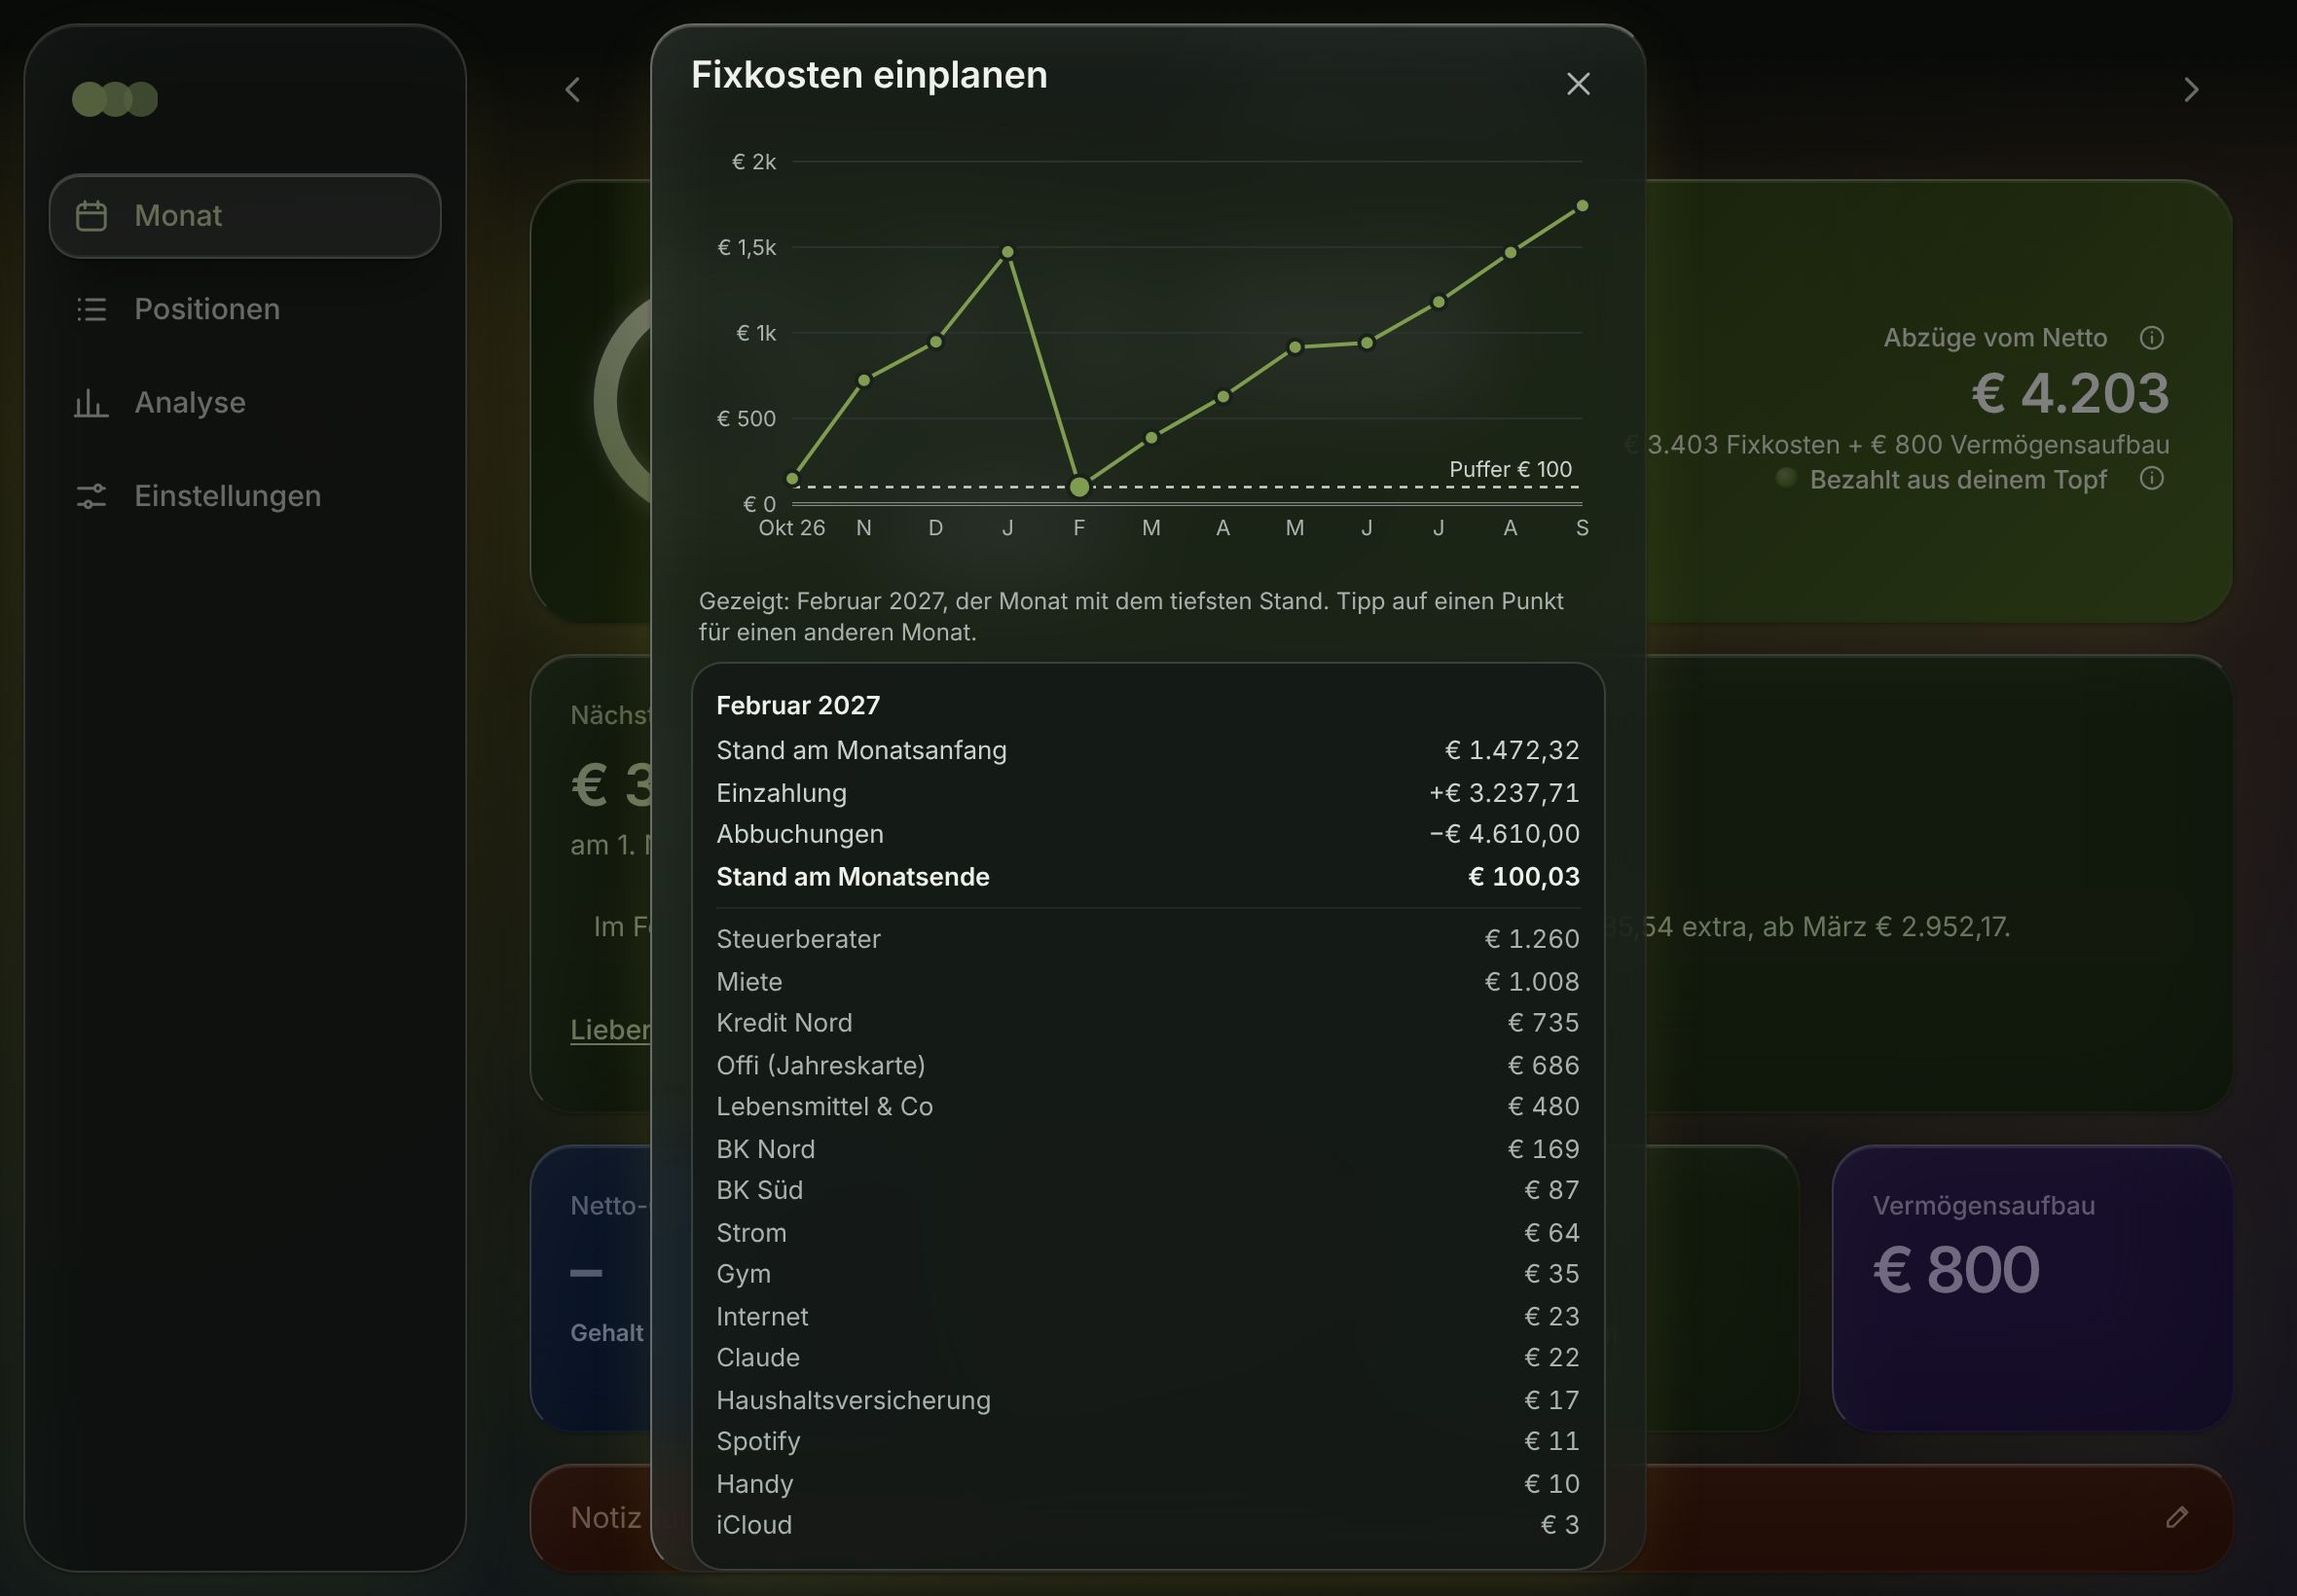 Monat
Positionen
Analyse
Einstellungen
Fixkosten einplanen
€ 2k
€ 1,5k
€ 1k
€ 500
€ 0
Puffer € 100
Okt 26 N D J F M A M J J A S
Gezeigt: Februar 2027, der Monat mit dem tiefsten Stand. Tipp auf einen Punkt
für einen anderen Monat.
Februar 2027
Stand am Monatsanfang € 1.472,32
Einzahlung +€ 3.237,71
Abbuchungen −€ 4.610,00
Stand am Monatsende € 100,03
Steuerberater € 1.260
Miete € 1.008
Kredit Nord € 735
Offi (Jahreskarte) € 686
Lebensmittel & Co € 480
BK Nord € 169
BK Süd € 87
Strom € 64
Gym € 35
Internet € 23
Claude € 22
Haushaltsversicherung € 17
Spotify € 11
Handy € 10
iCloud € 3
Abzüge vom Netto
€ 4.203
€ 3.403 Fixkosten + € 800 Vermögensaufbau
Bezahlt aus deinem Topf
€ 3
am 1.
Im
extra, ab März € 2.952,17.
Lieber
Netto-
–
Gehalt
Vermögensaufbau
€ 800
Notiz